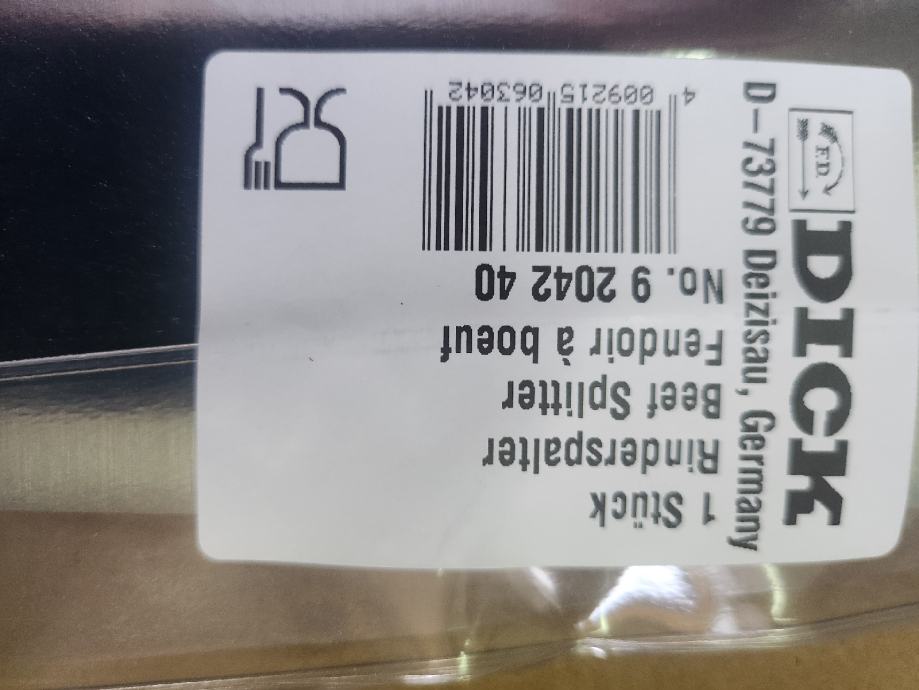 F.D.
DICK
D-73779 Deizisau, Germany
1 Stück
Rinderspalter
Beef Splitter
Fendoir à boeuf
No. 9 2042 40
4 009215 063042